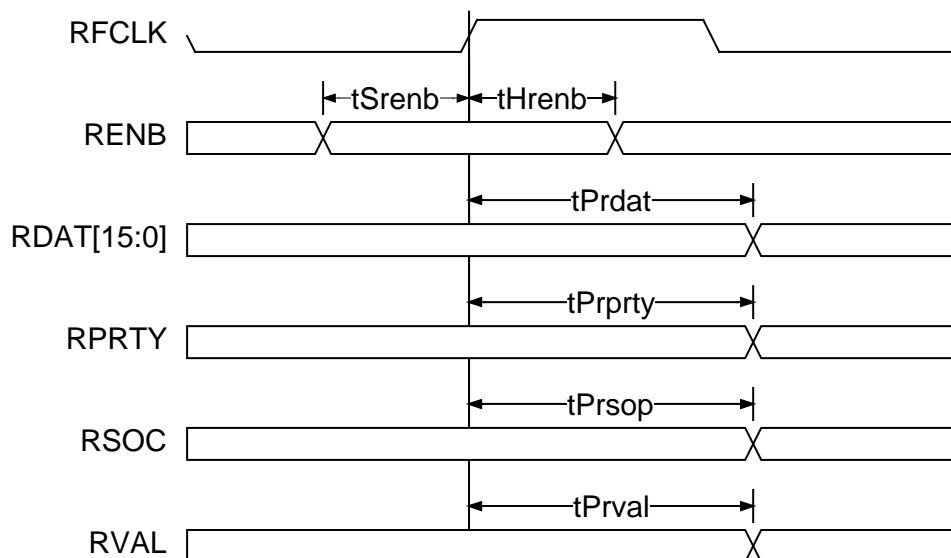 RFCLK
tSrenb tHrenb
RENB
tPrdat
RDAT[15:0]
tPrprty
RPRTY
tPrsop
RSOC
tPrval
RVAL